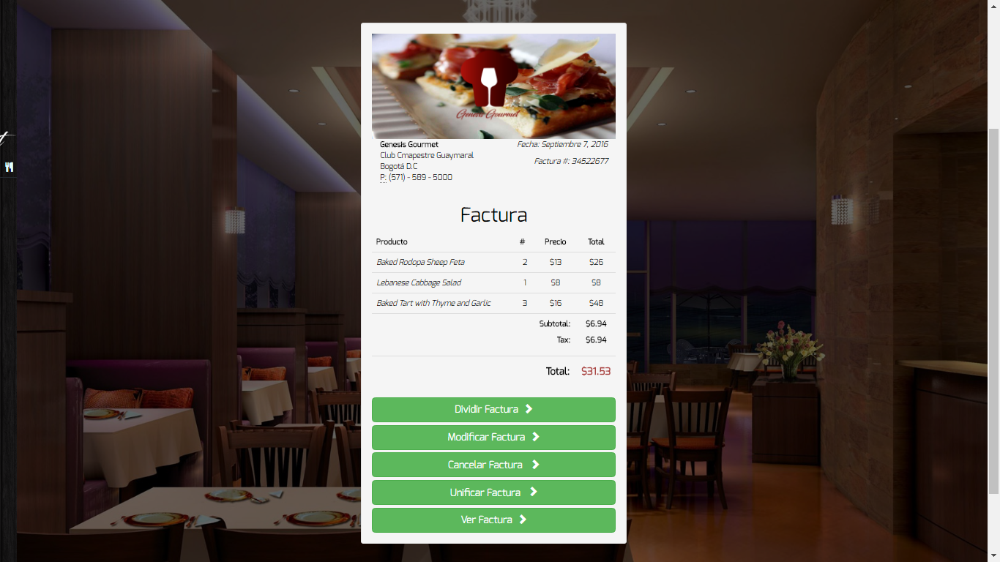 Genesis Gourmet
Genesis Gourmet
Club Cmapestre Guaymaral
Bogotá D.C
P: (571) - 589 - 5000
Fecha: Septiembre 7, 2016
Factura #: 34522677
Factura
Producto # Precio Total
Baked Rodopa Sheep Feta 2 $13 $26
Lebanese Cabbage Salad 1 $8 $8
Baked Tart with Thyme and Garlic 3 $16 $48
Subtotal: $6.94
Tax: $6.94
Total: $31.53
Dividir Factura
Modificar Factura
Cancelar Factura
Unificar Factura
Ver Factura